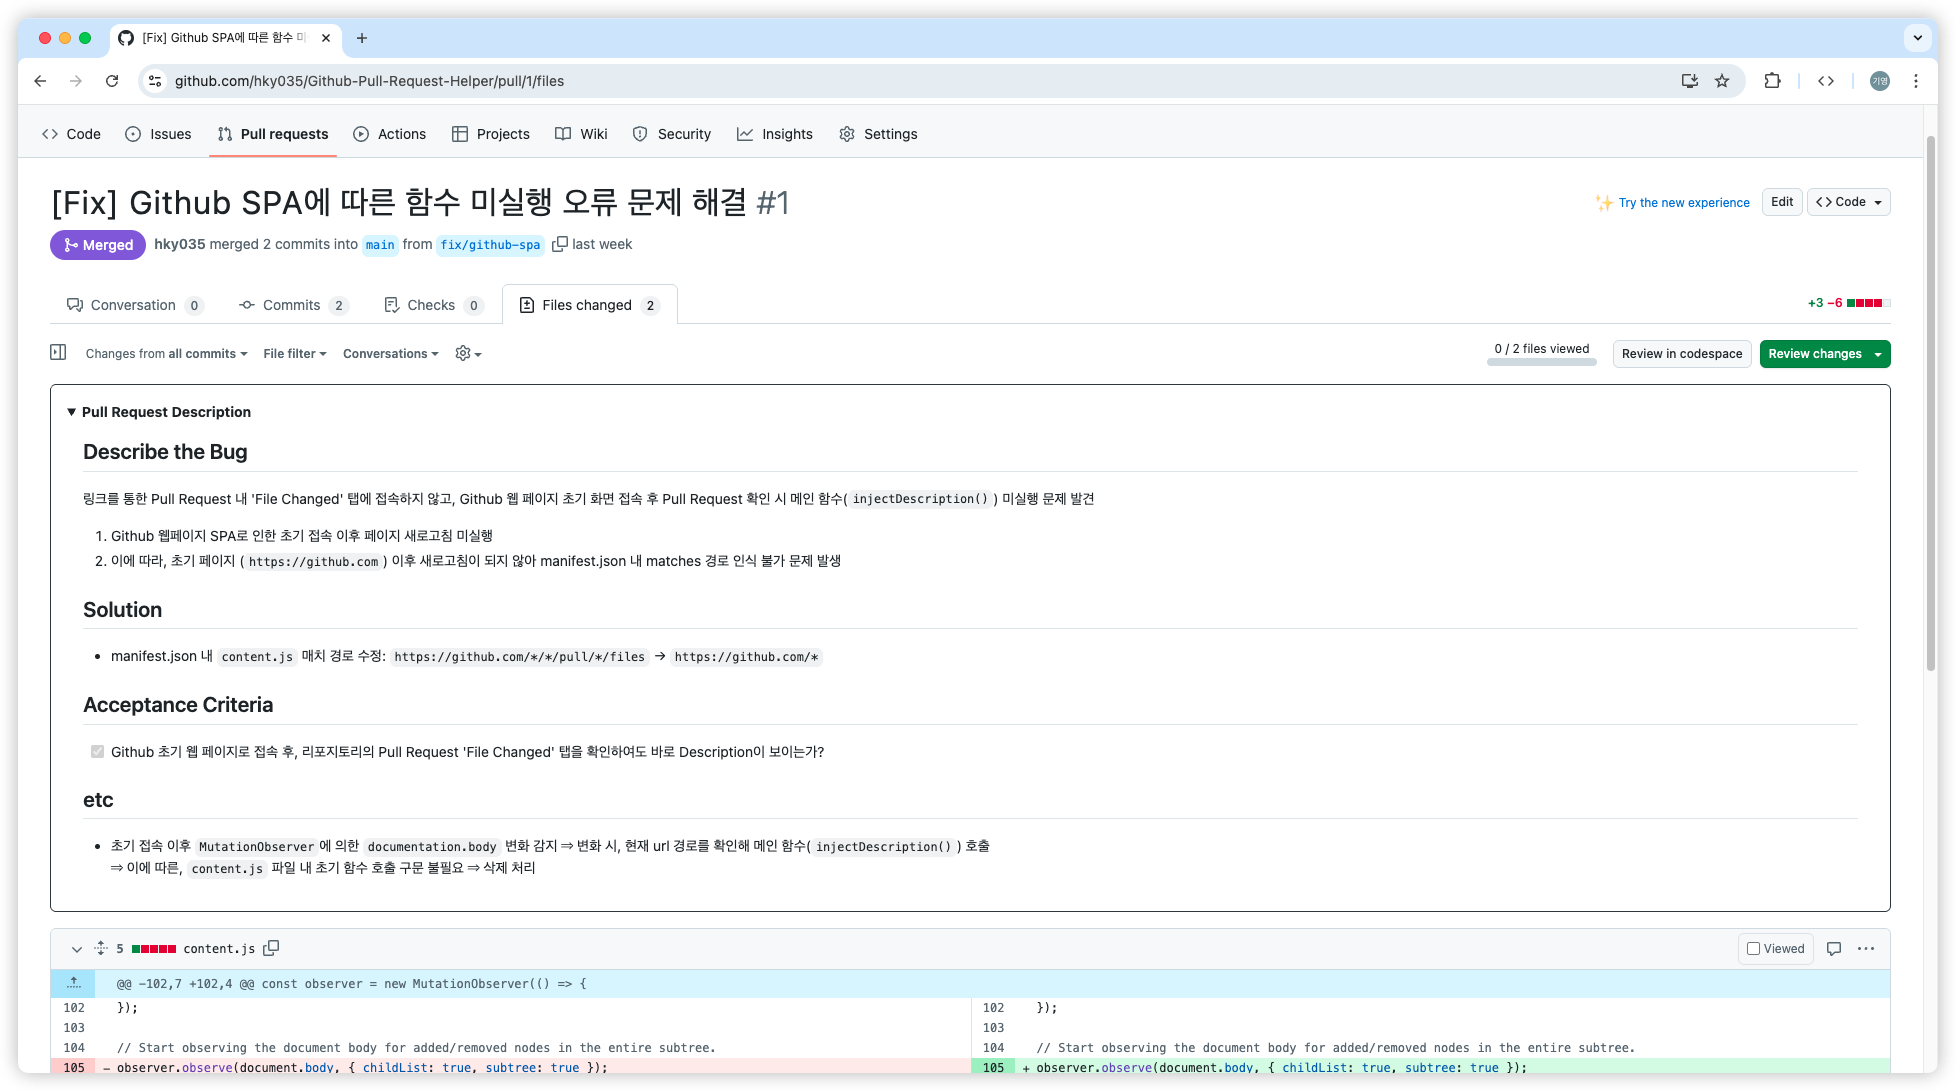 [Fix] Github SPA에 따른 함수 미
github.com/hky035/Github-Pull-Request-Helper/pull/1/files
기영
Code Issues Pull requests Actions Projects Wiki Security Insights Settings
[Fix] Github SPA에 따른 함수 미실행 오류 문제 해결 #1
Try the new experience Edit <> Code
Merged hky035 merged 2 commits into main from fix/github-spa last week
Conversation 0 Commits 2 Checks 0 Files changed 2
+3 −6
Changes from all commits File filter Conversations
0 / 2 files viewed Review in codespace Review changes
Pull Request Description
Describe the Bug
링크를 통한 Pull Request 내 'File Changed' 탭에 접속하지 않고, Github 웹 페이지 초기 화면 접속 후 Pull Request 확인 시 메인 함수( injectDescription() ) 미실행 문제 발견
1. Github 웹페이지 SPA로 인한 초기 접속 이후 페이지 새로고침 미실행
2. 이에 따라, 초기 페이지 ( https://github.com ) 이후 새로고침이 되지 않아 manifest.json 내 matches 경로 인식 불가 문제 발생
Solution
• manifest.json 내 content.js 매치 경로 수정: https://github.com/*/*/pull/*/files → https://github.com/*
Acceptance Criteria
Github 초기 웹 페이지로 접속 후, 리포지토리의 Pull Request 'File Changed' 탭을 확인하여도 바로 Description이 보이는가?
etc
• 초기 접속 이후 MutationObserver 에 의한 documentation.body 변화 감지 ⇒ 변화 시, 현재 url 경로를 확인해 메인 함수( injectDescription() ) 호출
⇒ 이에 따른, content.js 파일 내 초기 함수 호출 구문 불필요 ⇒ 삭제 처리
5 content.js Viewed
@@ -102,7 +102,4 @@ const observer = new MutationObserver(() => {
102 });
103
104 // Start observing the document body for added/removed nodes in the entire subtree.
105 - observer.observe(document.body, { childList: true, subtree: true });
102 });
103
104 // Start observing the document body for added/removed nodes in the entire subtree.
105 + observer.observe(document.body, { childList: true, subtree: true });